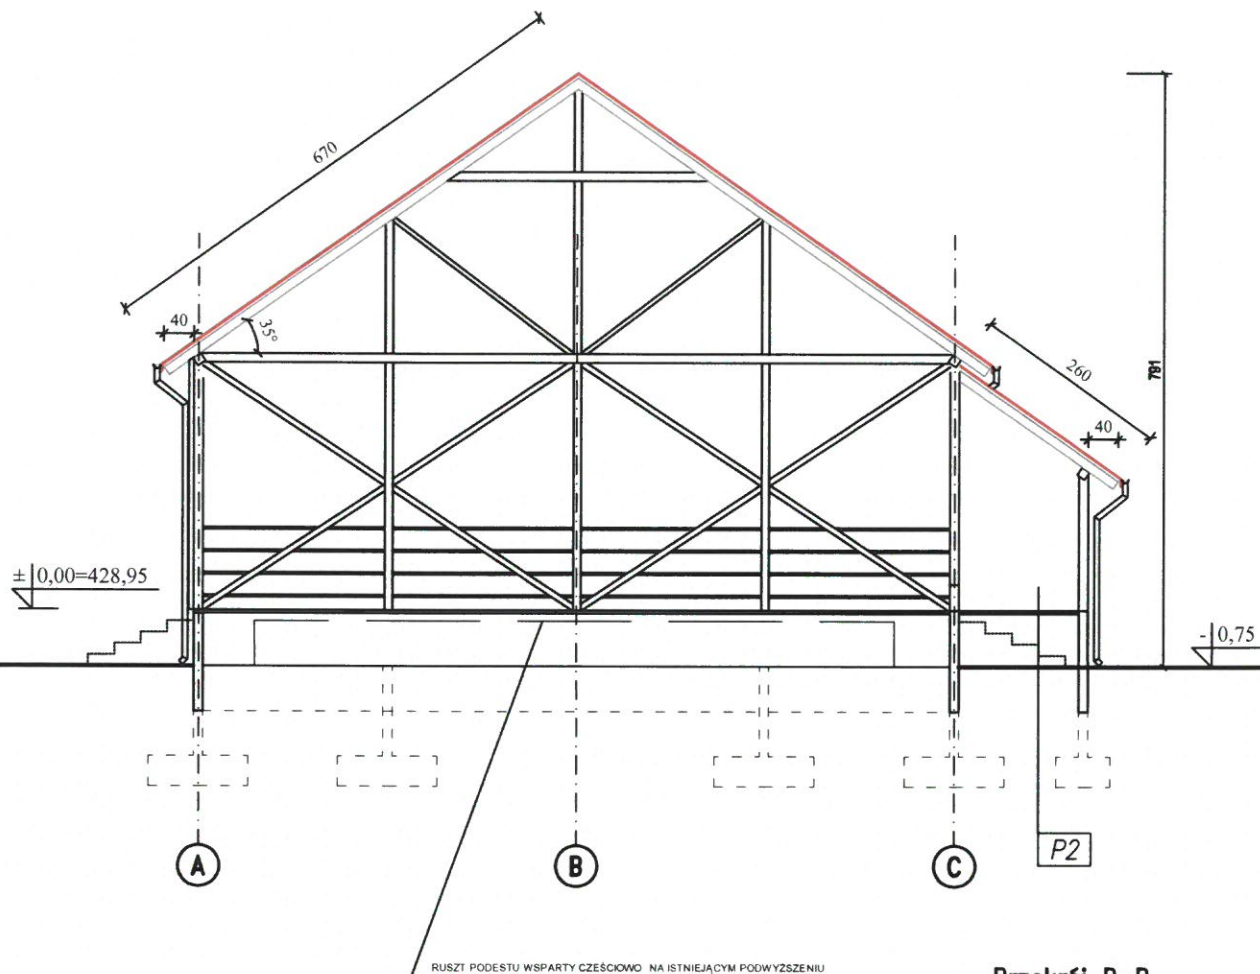 670
40
35°
260
791
40
± 0,00=428,95
- 0,75
A
B
C
P2
RUSZT PODESTU WSPARTY CZEŚCIOWO NA ISTNIEJĄCYM PODWYŻSZENIU